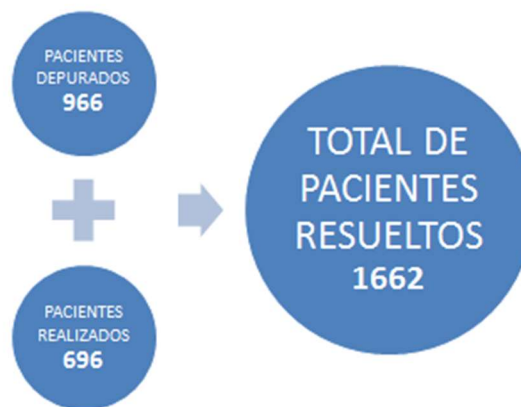 PACIENTES
DEPURADOS
966
PACIENTES
REALIZADOS
696
TOTAL DE
PACIENTES
RESUELTOS
1662